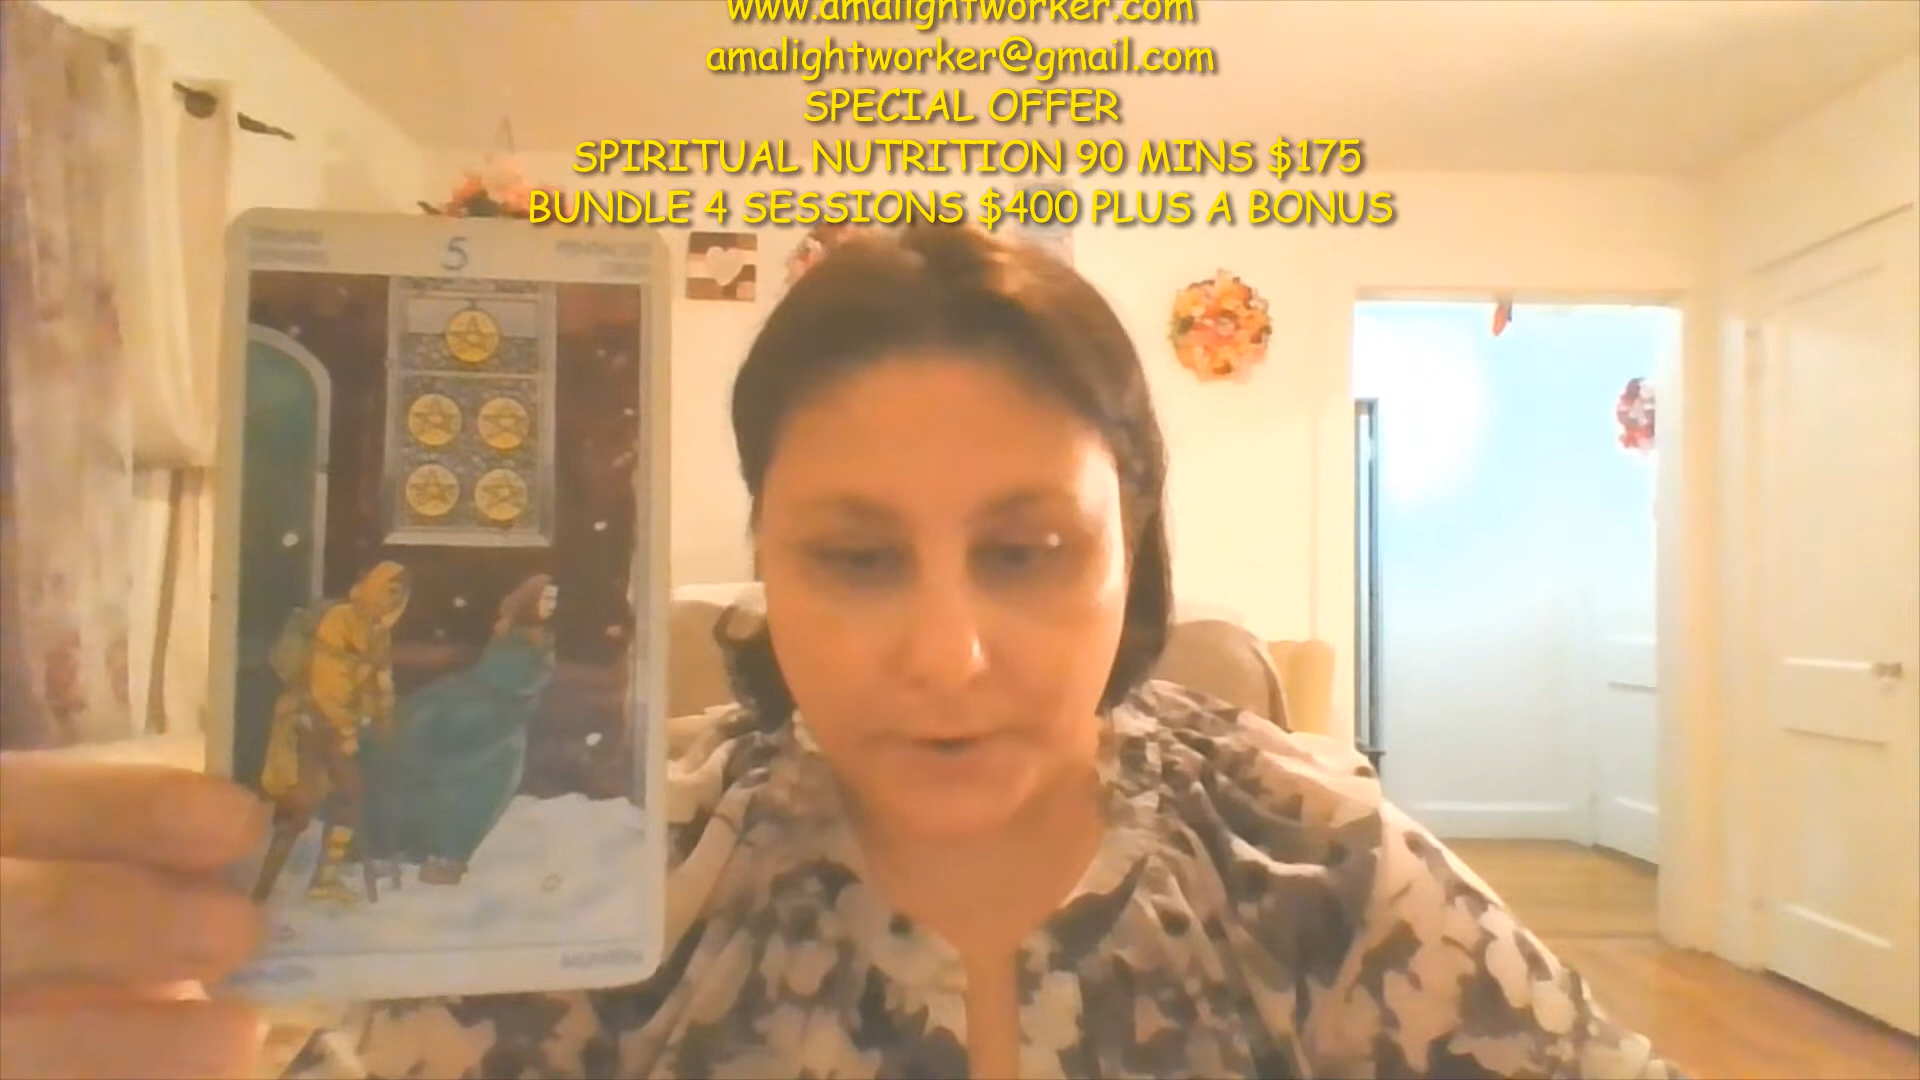 www.amalightworker.com
amalightworker@gmail.com
SPECIAL OFFER
SPIRITUAL NUTRITION 90 MINS $175
BUNDLE 4 SESSIONS $400 PLUS A BONUS
5